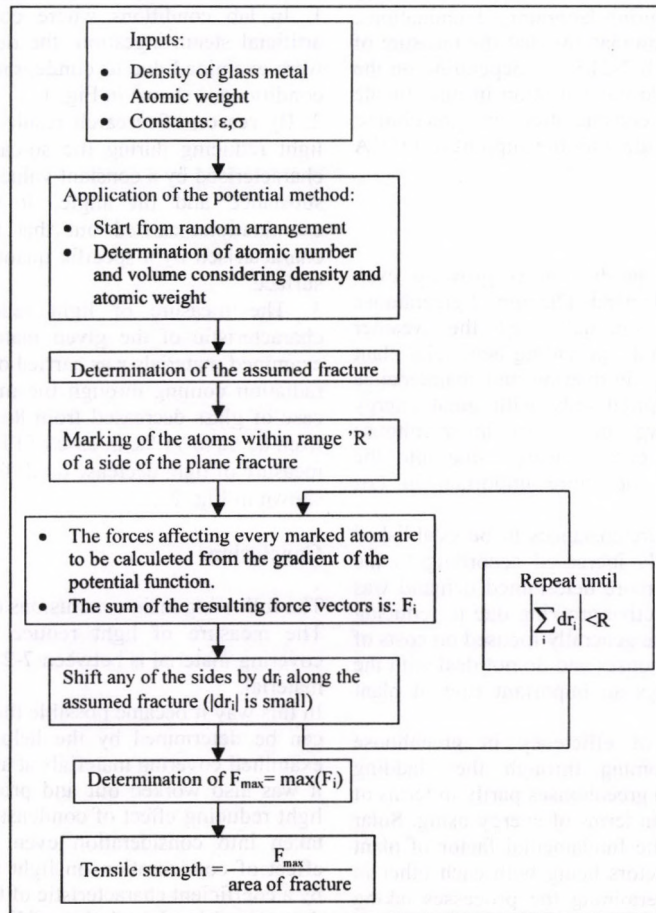 Inputs:
• Density of glass metal
• Atomic weight
• Constants: ε,σ
Application of the potential method:
• Start from random arrangement
• Determination of atomic number
and volume considering density and
atomic weight
Determination of the assumed fracture
Marking of the atoms within range 'R'
of a side of the plane fracture
• The forces affecting every marked atom are
to be calculeted from the gradient of the
potential function.
• The sum of the resulting force vectors is: Fi
Repeat until
|∑i dri|<R
Shift any of the sides by dri along the
assumed fracture (|dri| is small)
Determination of Fmax=max(Fi)
Tensile strength= Fmax
area of fracture